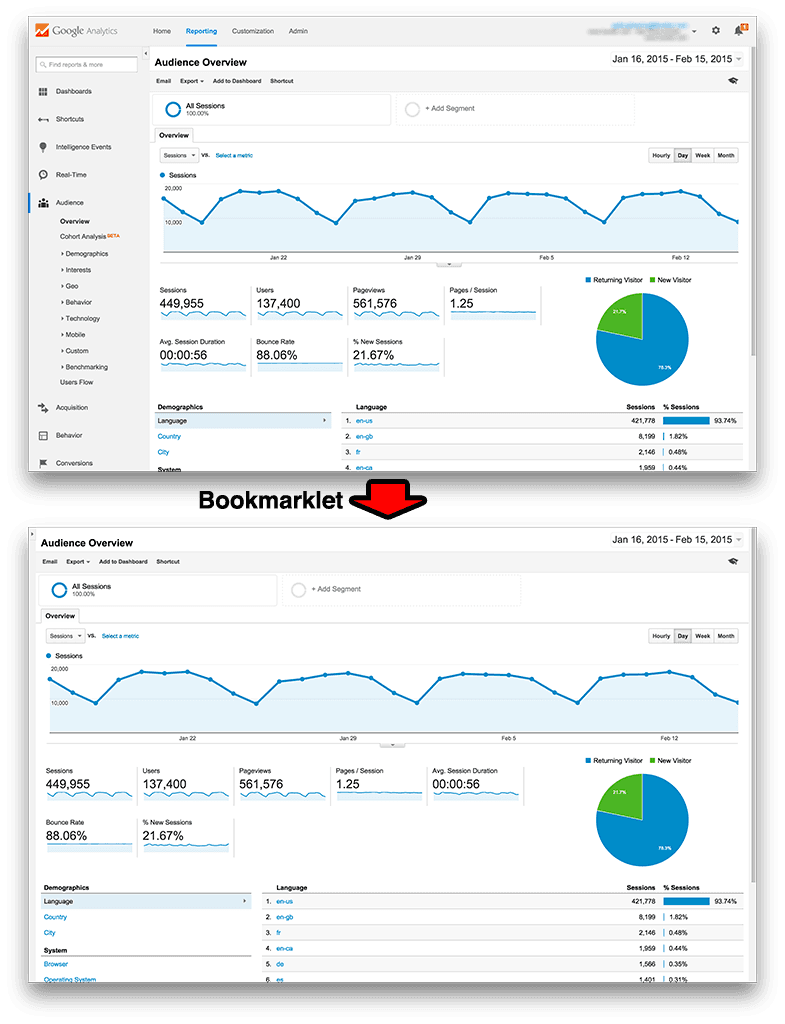 Google Analytics
Home Reporting Customization Admin
Find reports & more
Dashboards
Shortcuts
Intelligence Events
Real-Time
Audience
Overview
Cohort Analysis BETA
Demographics
Interests
Geo
Behavior
Technology
Mobile
Custom
Benchmarking
Users Flow
Acquisition
Behavior
Conversions
Audience Overview
Jan 16, 2015 - Feb 15, 2015
Email Export Add to Dashboard Shortcut
All Sessions
100.00%
+ Add Segment
Overview
Sessions VS. Select a metric
Hourly Day Week Month
Sessions
20,000
10,000
Jan 22 Jan 29 Feb 5 Feb 12
Sessions Users Pageviews Pages / Session
449,955 137,400 561,576 1.25
Avg. Session Duration Bounce Rate % New Sessions
00:00:56 88.06% 21.67%
Returning Visitor New Visitor
21.7%
78.3%
Demographics
Language
Country
City
System
Language Sessions % Sessions
1. en-us 421,778 93.74%
2. en-gb 8,199 1.82%
3. fr 2,146 0.48%
4. en-ca 1,959 0.44%
Bookmarklet
Audience Overview
Jan 16, 2015 - Feb 15, 2015
Email Export Add to Dashboard Shortcut
All Sessions
100.00%
+ Add Segment
Overview
Sessions VS. Select a metric
Hourly Day Week Month
Sessions
20,000
10,000
Jan 22 Jan 29 Feb 5 Feb 12
Sessions Users Pageviews Pages / Session Avg. Session Duration
449,955 137,400 561,576 1.25 00:00:56
Bounce Rate % New Sessions
88.06% 21.67%
Returning Visitor New Visitor
21.7%
78.3%
Demographics
Language
Country
City
System
Browser
Operating System
Language Sessions % Sessions
1. en-us 421,778 93.74%
2. en-gb 8,199 1.82%
3. fr 2,146 0.48%
4. en-ca 1,959 0.44%
5. de 1,566 0.35%
6. es 1,401 0.31%